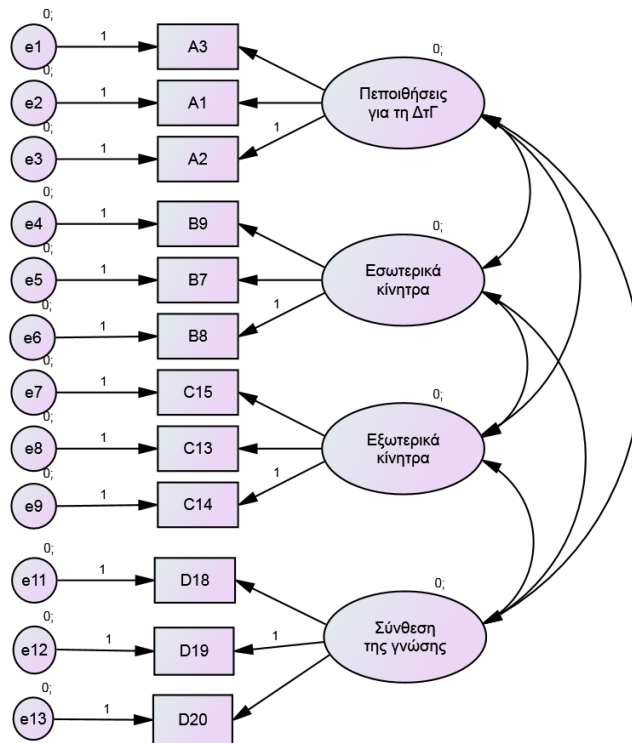 0;
e1
1
A3
0;
e2
1
A1
0;
e3
1
A2
0;
Πεποιθήσεις
για τη ΔτΓ
1
0;
e4
1
B9
0;
e5
1
B7
0;
e6
1
B8
0;
Εσωτερικά
κίνητρα
1
0;
e7
1
C15
0;
e8
1
C13
0;
e9
1
C14
0;
Εξωτερικά
κίνητρα
1
0;
e11
1
D18
0;
e12
1
D19
0;
e13
1
D20
0;
Σύνθεση
της γνώσης
1